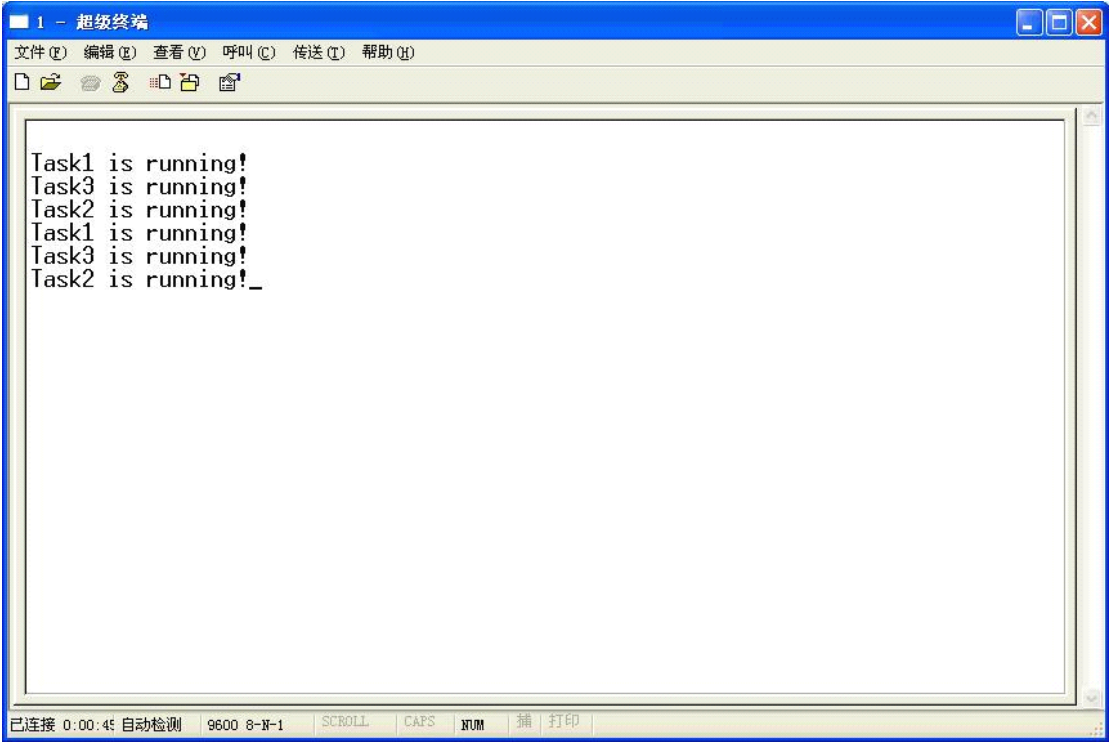 1 - 超级终端
文件(F) 编辑(E) 查看(V) 呼叫(C) 传送(T) 帮助(H)
Task1 is running!
Task3 is running!
Task2 is running!
Task1 is running!
Task3 is running!
Task2 is running!_
已连接 0:00:45 自动检测 9600 8-N-1 SCROLL CAPS NUM 捕 打印